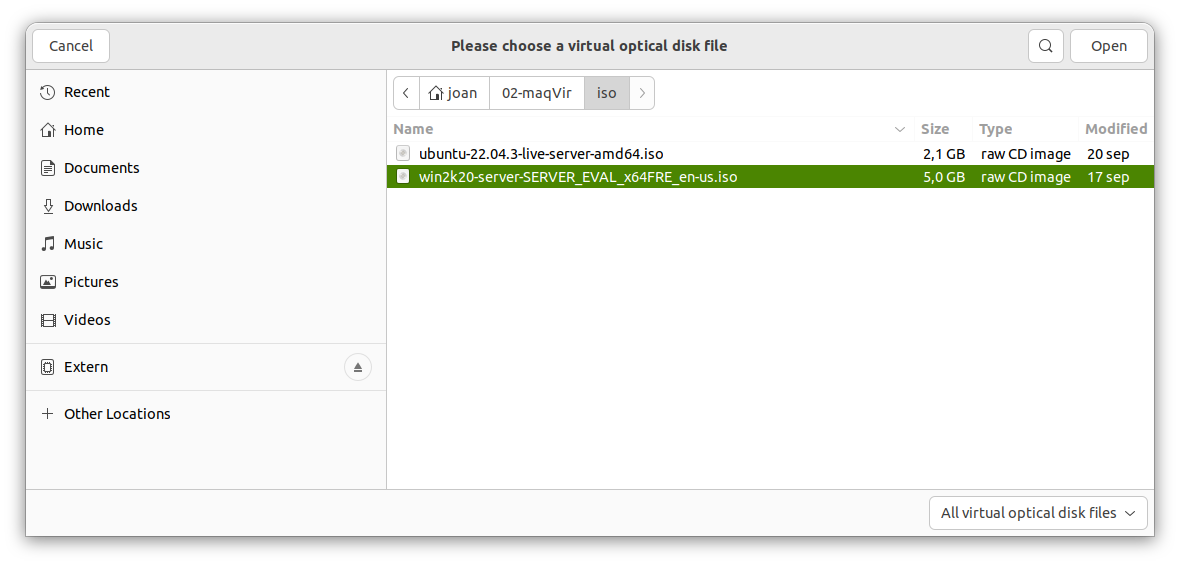 Cancel Please choose a virtual optical disk file Open
Recent
Home
Documents
Downloads
Music
Pictures
Videos
Extern
Other Locations
joan 02-maqVir iso
Name Size Type Modified
ubuntu-22.04.3-live-server-amd64.iso 2,1 GB raw CD image 20 sep
win2k20-server-SERVER_EVAL_x64FRE_en-us.iso 5,0 GB raw CD image 17 sep
All virtual optical disk files